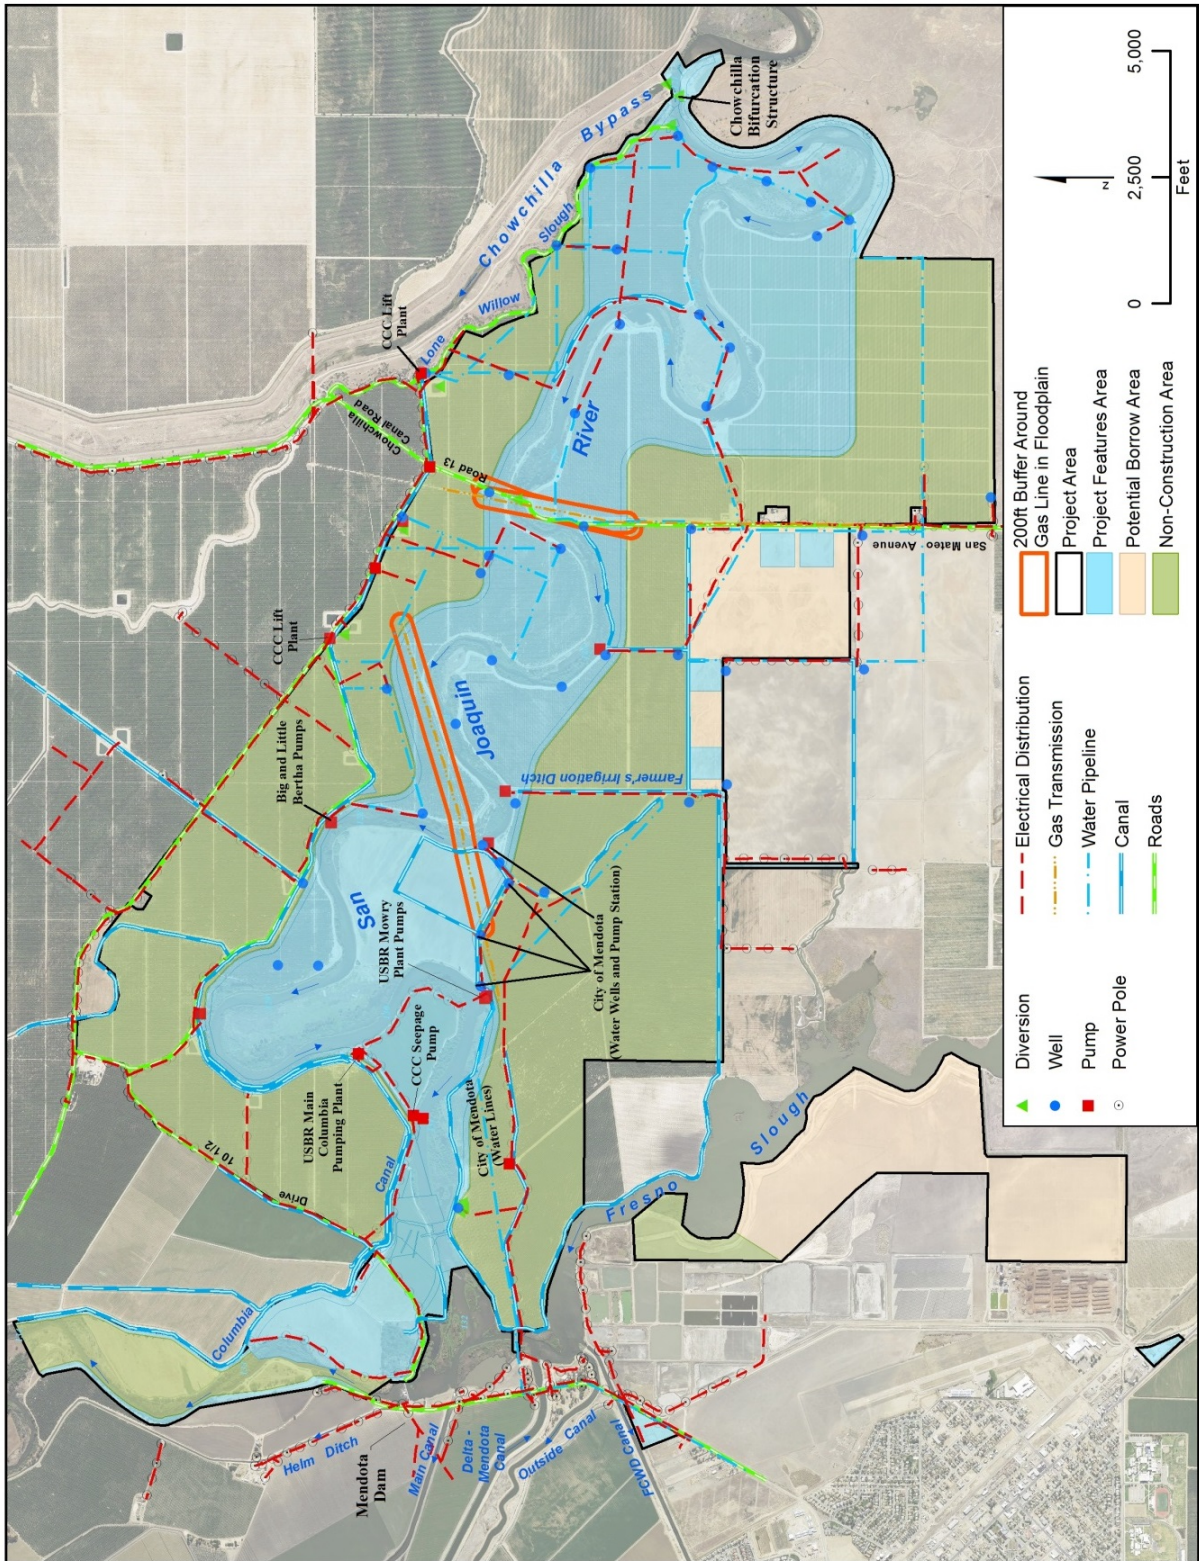 Chowchilla Bypass
Chowchilla
Bifurcation
Structure
Slough
Willow
Lone
CCC Lift
Plant
Chowchilla
Canal Road
Road 13
River
CCC Lift
Plant
Big and Little
Bertha Pumps
Joaquin
San
Farmer's Irrigation Ditch
San Mateo Avenue
USBR Mowry
Plant Pumps
City of Mendota
(Water Wells and Pump Station)
CCC Seepage
Pump
USBR Main
Columbia
Pumping Plant
City of Mendota
(Water Lines)
10 1/2
Drive
Canal
Columbia
Fresno
Slough
Helm Ditch
Mendota
Dam
Main Canal
Delta -
Mendota
Canal
Outside Canal
FCWD Canal
Diversion
Well
Pump
Power Pole
Electrical Distribution
Gas Transmission
Water Pipeline
Canal
Roads
200ft Buffer Around
Gas Line in Floodplain
Project Area
Project Features Area
Potential Borrow Area
Non-Construction Area
N
0 2,500 5,000
Feet